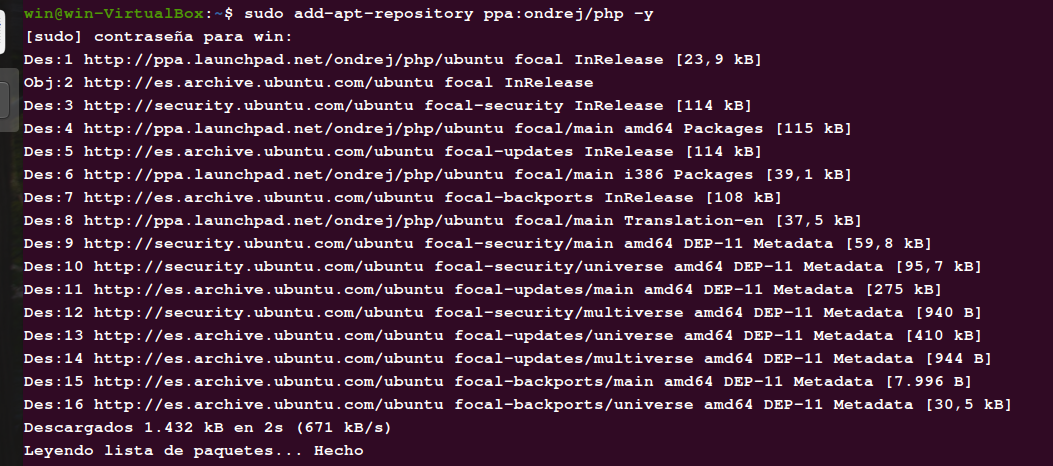 win@win-VirtualBox:~$ sudo add-apt-repository ppa:ondrej/php -y
[sudo] contraseña para win:
Des:1 http://ppa.launchpad.net/ondrej/php/ubuntu focal InRelease [23,9 kB]
Obj:2 http://es.archive.ubuntu.com/ubuntu focal InRelease
Des:3 http://security.ubuntu.com/ubuntu focal-security InRelease [114 kB]
Des:4 http://ppa.launchpad.net/ondrej/php/ubuntu focal/main amd64 Packages [115 kB]
Des:5 http://es.archive.ubuntu.com/ubuntu focal-updates InRelease [114 kB]
Des:6 http://ppa.launchpad.net/ondrej/php/ubuntu focal/main i386 Packages [39,1 kB]
Des:7 http://es.archive.ubuntu.com/ubuntu focal-backports InRelease [108 kB]
Des:8 http://ppa.launchpad.net/ondrej/php/ubuntu focal/main Translation-en [37,5 kB]
Des:9 http://security.ubuntu.com/ubuntu focal-security/main amd64 DEP-11 Metadata [59,8 kB]
Des:10 http://security.ubuntu.com/ubuntu focal-security/universe amd64 DEP-11 Metadata [95,7 kB]
Des:11 http://es.archive.ubuntu.com/ubuntu focal-updates/main amd64 DEP-11 Metadata [275 kB]
Des:12 http://security.ubuntu.com/ubuntu focal-security/multiverse amd64 DEP-11 Metadata [940 B]
Des:13 http://es.archive.ubuntu.com/ubuntu focal-updates/universe amd64 DEP-11 Metadata [410 kB]
Des:14 http://es.archive.ubuntu.com/ubuntu focal-updates/multiverse amd64 DEP-11 Metadata [944 B]
Des:15 http://es.archive.ubuntu.com/ubuntu focal-backports/main amd64 DEP-11 Metadata [7.996 B]
Des:16 http://es.archive.ubuntu.com/ubuntu focal-backports/universe amd64 DEP-11 Metadata [30,5 kB]
Descargados 1.432 kB en 2s (671 kB/s)
Leyendo lista de paquetes... Hecho